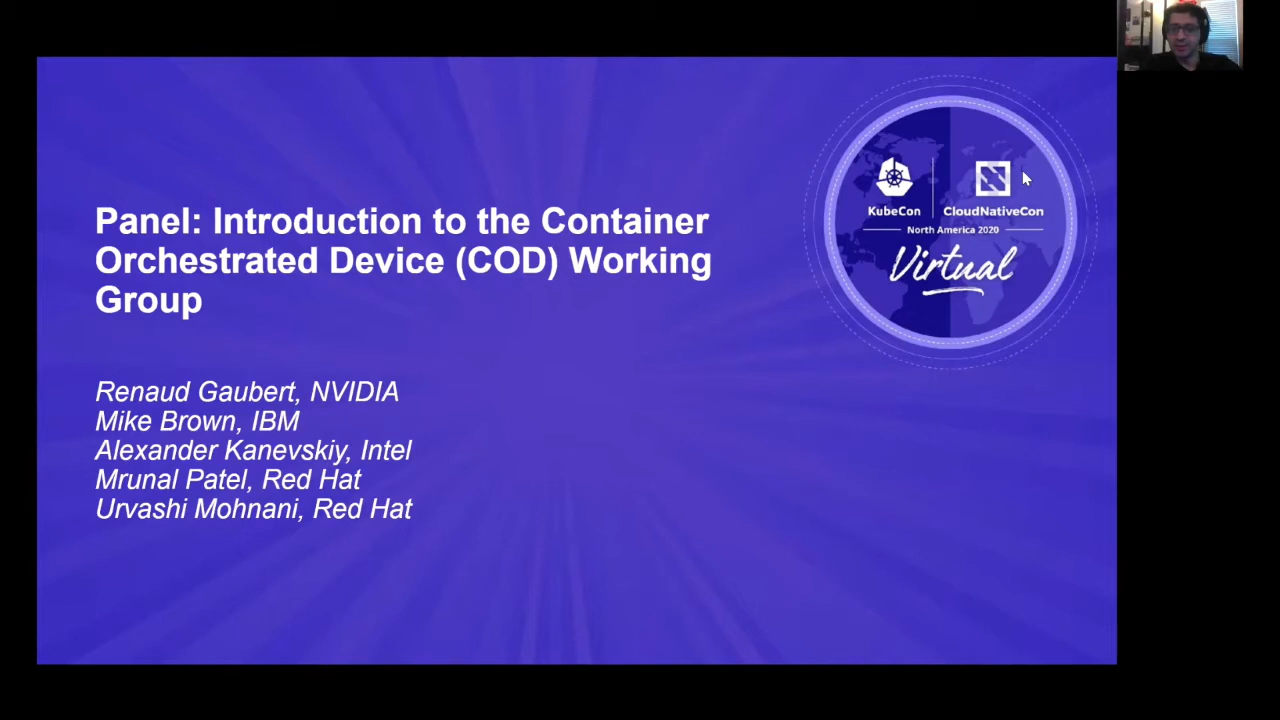 Panel: Introduction to the Container
Orchestrated Device (COD) Working
Group
Renaud Gaubert, NVIDIA
Mike Brown, IBM
Alexander Kanevskiy, Intel
Mrunal Patel, Red Hat
Urvashi Mohnani, Red Hat
KubeCon CloudNativeCon
North America 2020
Virtual